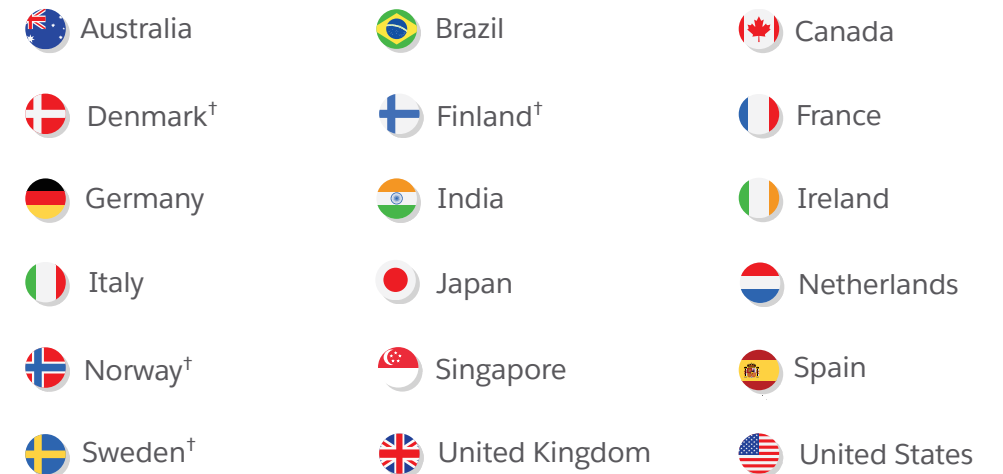 Australia Brazil Canada
Denmark† Finland† France
Germany India Ireland
Italy Japan Netherlands
Norway† Singapore Spain
Sweden† United Kingdom United States